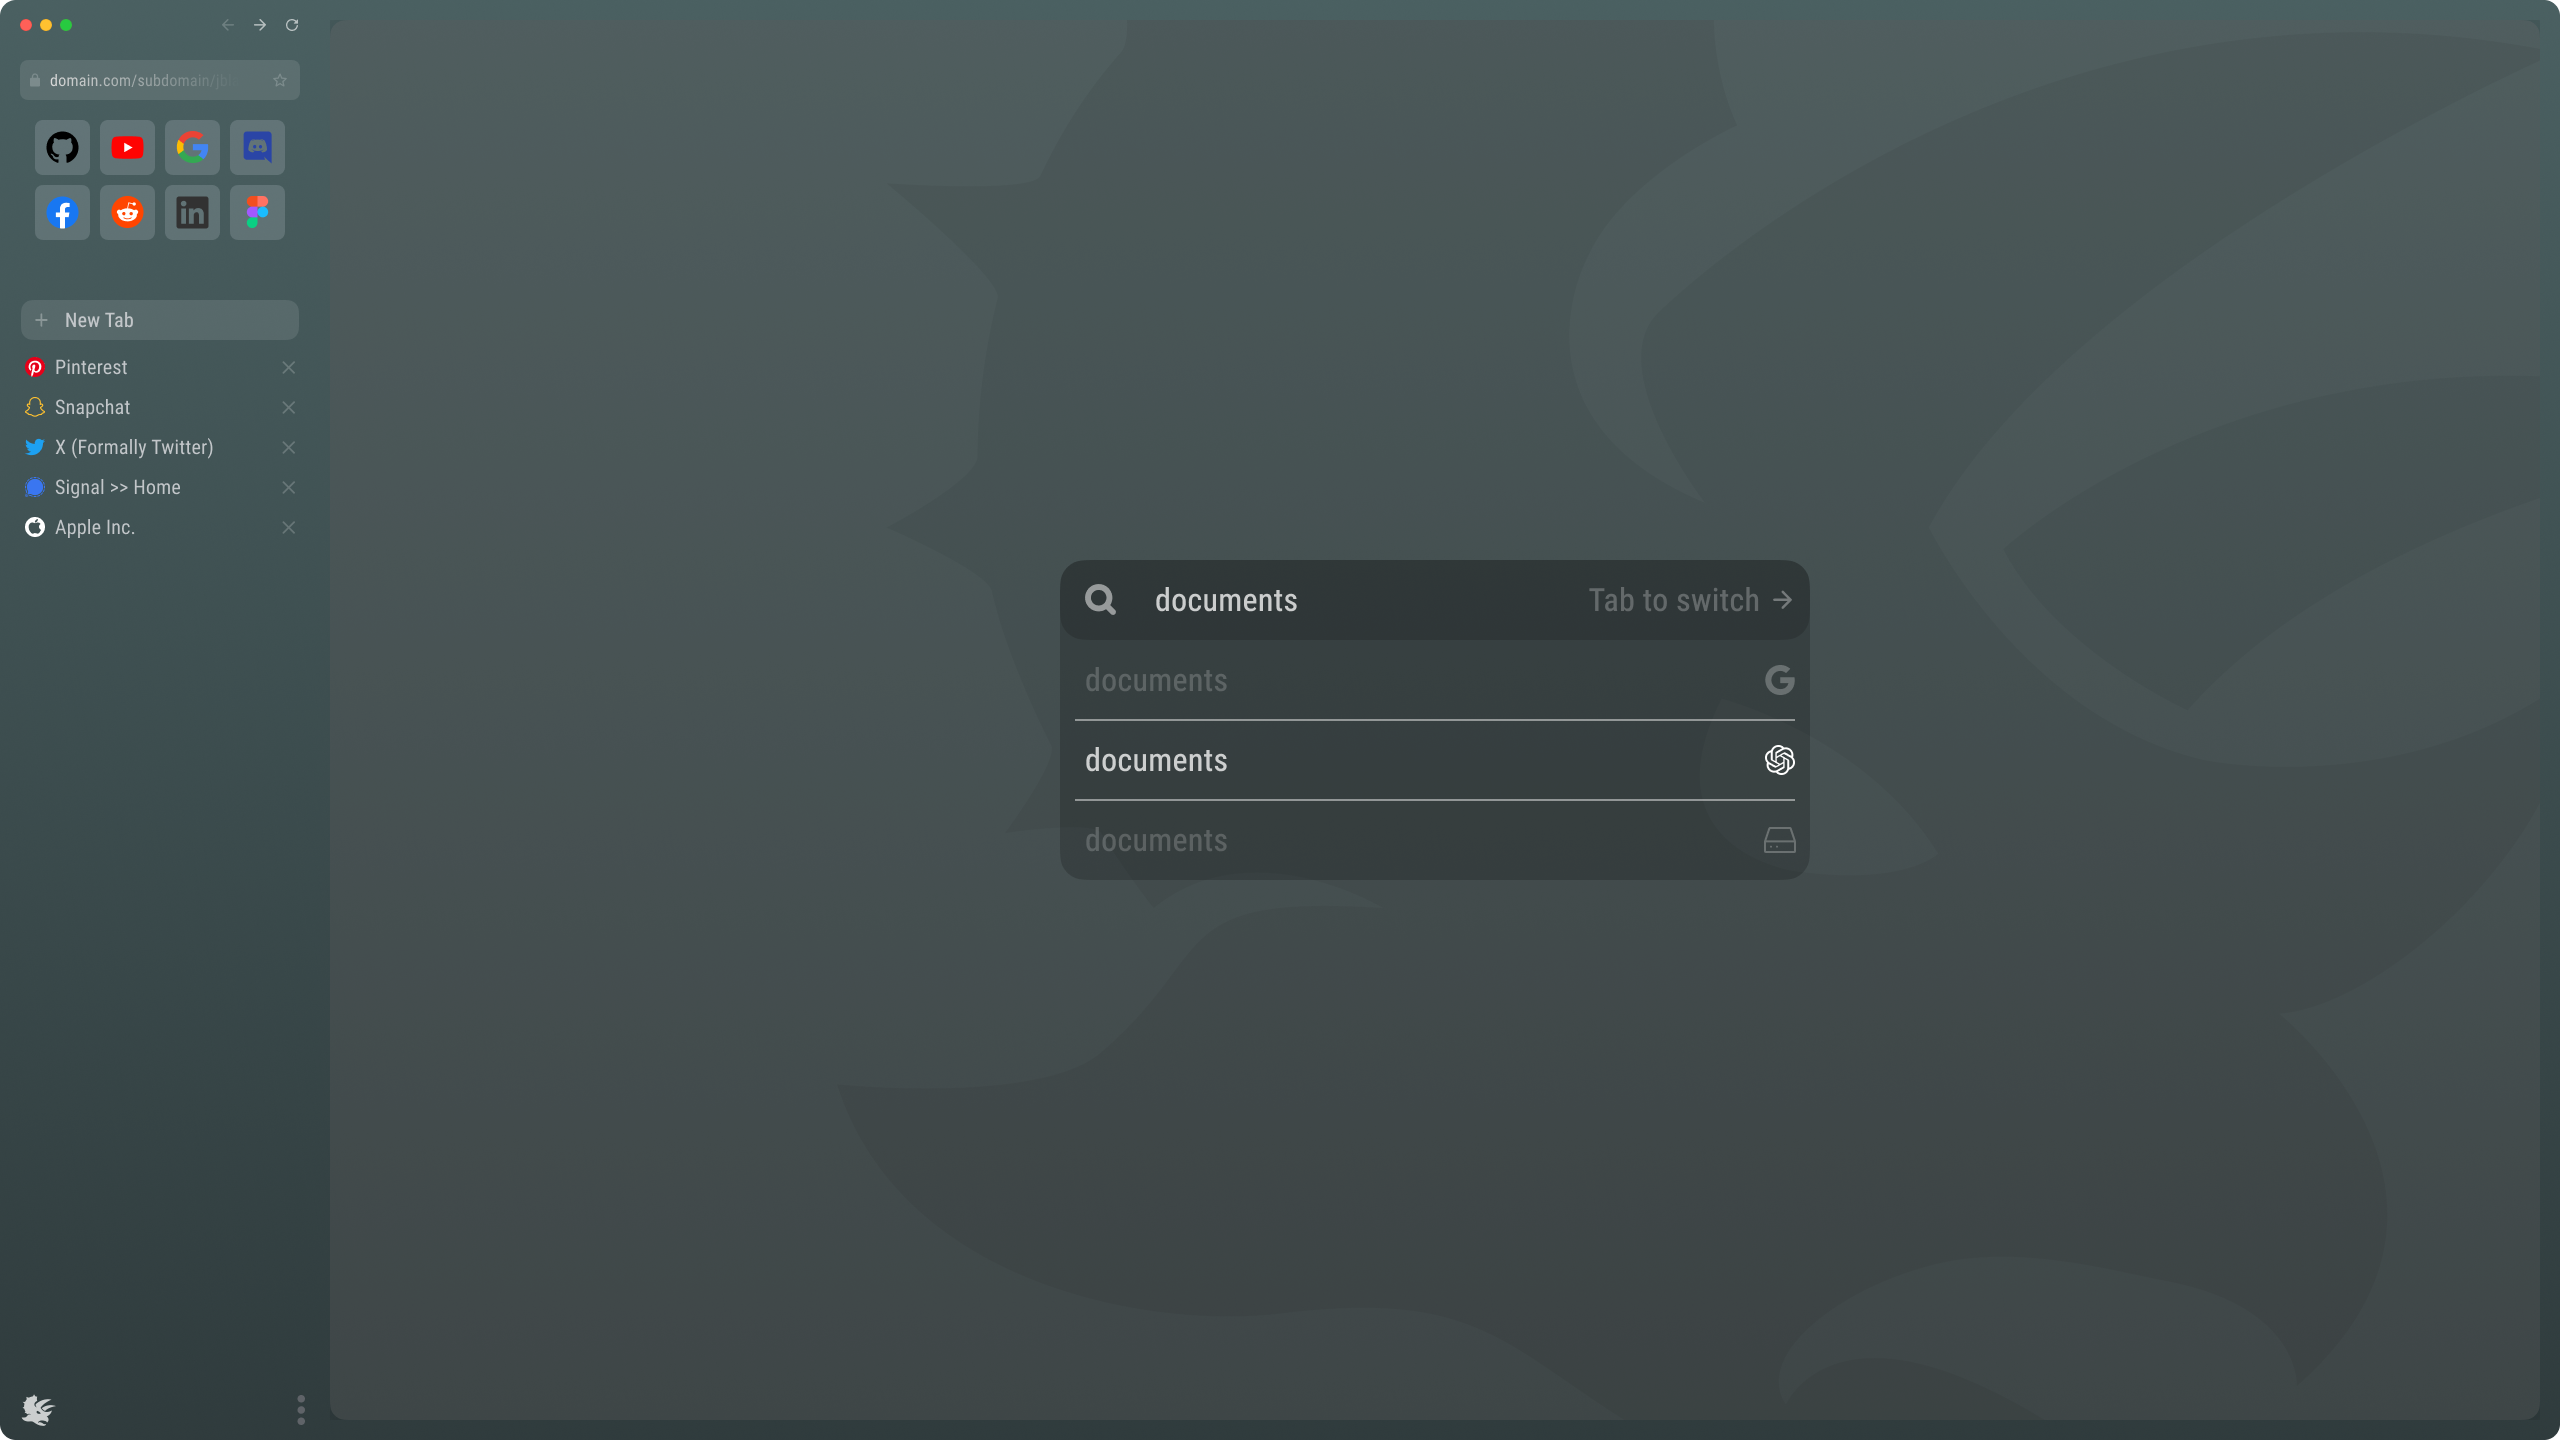 domain.com/subdomain/
New Tab
Pinterest
Snapchat
X (Formally Twitter)
Signal >> Home
Apple Inc.
documents
Tab to switch
documents
documents
documents